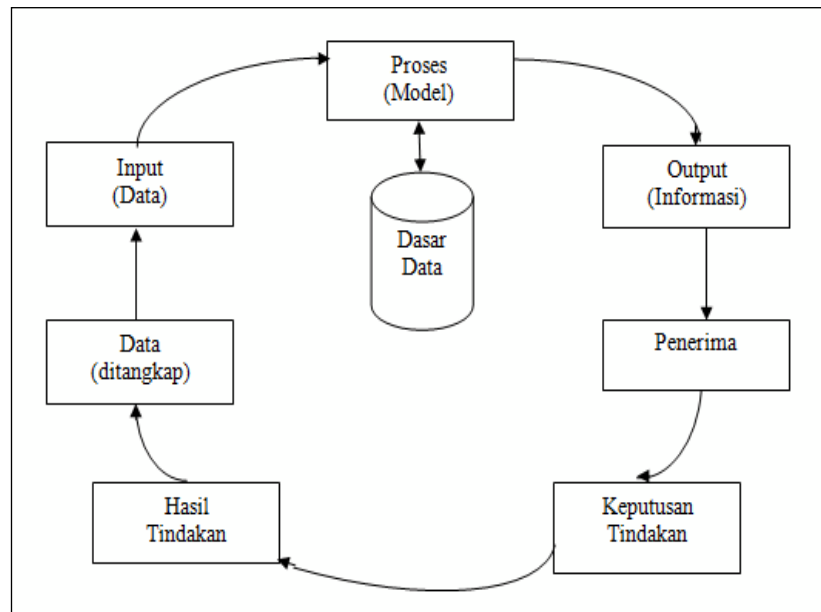 Proses
(Model)
Input
(Data)
Output
(Informasi)
Dasar
Data
Data
(ditangkap)
Penerima
Hasil
Tindakan
Keputusan
Tindakan